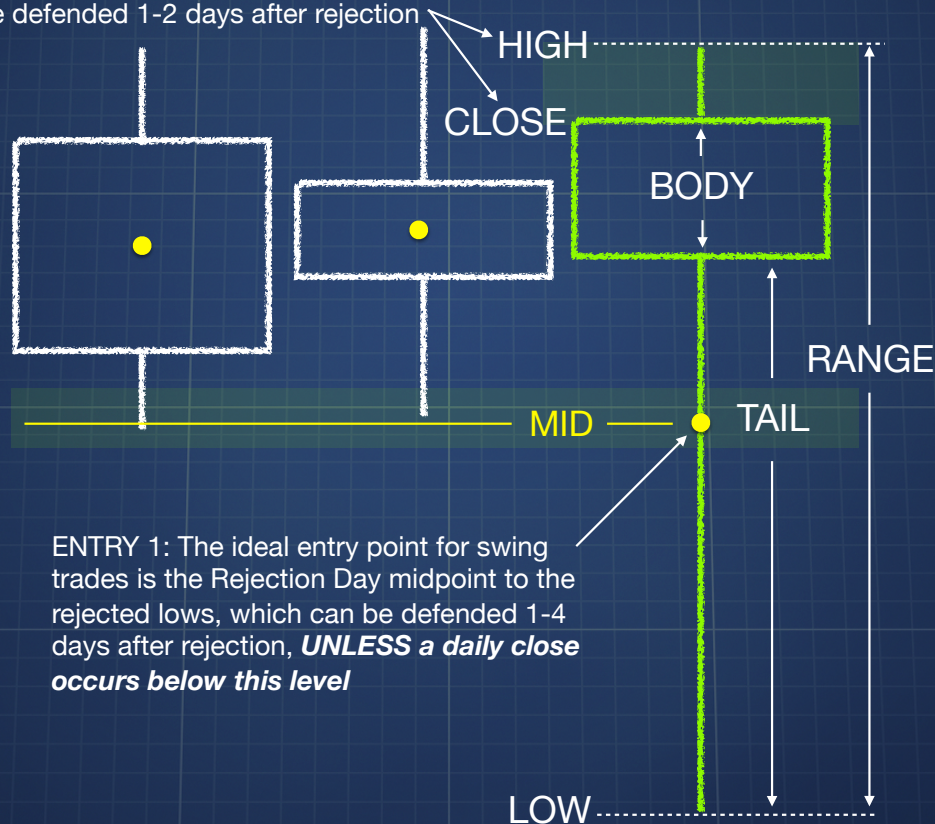 defended 1-2 days after rejection
HIGH
CLOSE
BODY
RANGE
MID
TAIL
ENTRY 1: The ideal entry point for swing
trades is the Rejection Day midpoint to the
rejected lows, which can be defended 1-4
days after rejection, UNLESS a daily close
occurs below this level
LOW